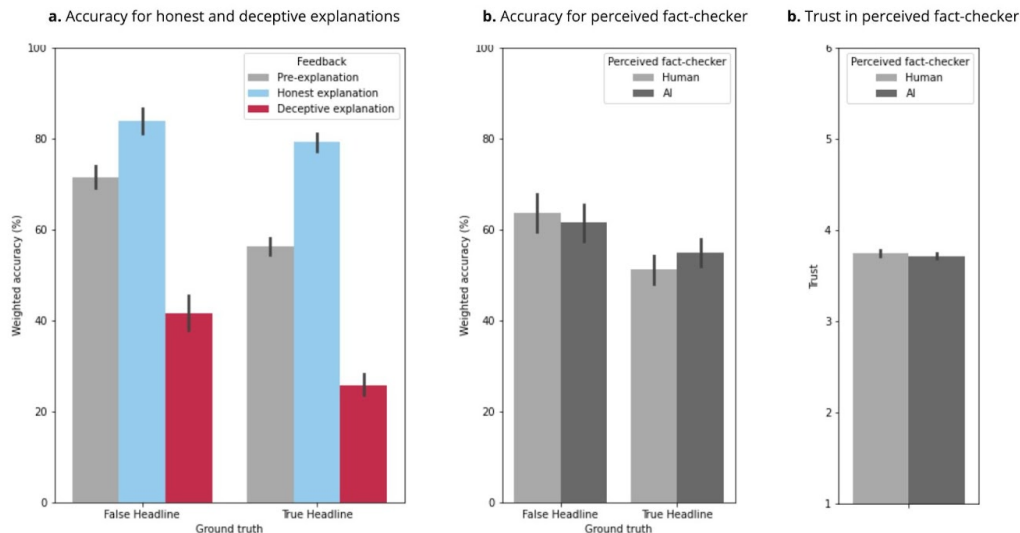 a. Accuracy for honest and deceptive explanations
100
80
60
40
20
0
Weighted accuracy (%)
Feedback
Pre-explanation
Honest explanation
Deceptive explanation
False Headline
True Headline
Ground truth
b. Accuracy for perceived fact-checker
100
80
60
40
20
0
Weighted accuracy (%)
Perceived fact-checker
Human
AI
False Headline
True Headline
Ground truth
b. Trust in perceived fact-checker
6
5
4
3
2
1
Trust
Perceived fact-checker
Human
AI